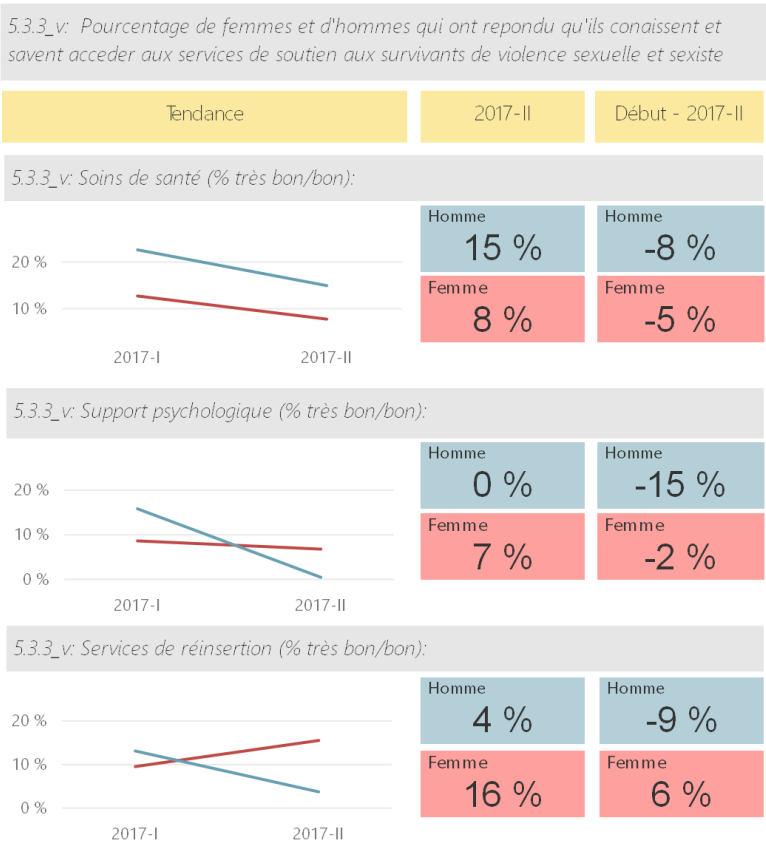 5.3.3_v: Pourcentage de femmes et d'hommes qui ont repondu qu'ils conaissent et
savent acceder aux services de soutien aux survivants de violence sexuelle et sexiste
Tendance
2017-II
Début - 2017-II
5.3.3_v: Soins de santé (% très bon/bon):
20 %
10 %
2017-I
2017-II
Homme
15 %
Homme
-8 %
Femme
8 %
Femme
-5 %
5.3.3_v: Support psychologique (% très bon/bon):
20 %
10 %
0 %
2017-I
2017-II
Homme
0 %
Homme
-15 %
Femme
7 %
Femme
-2 %
5.3.3_v: Services de réinsertion (% très bon/bon):
20 %
10 %
0 %
2017-I
2017-II
Homme
4 %
Homme
-9 %
Femme
16 %
Femme
6 %